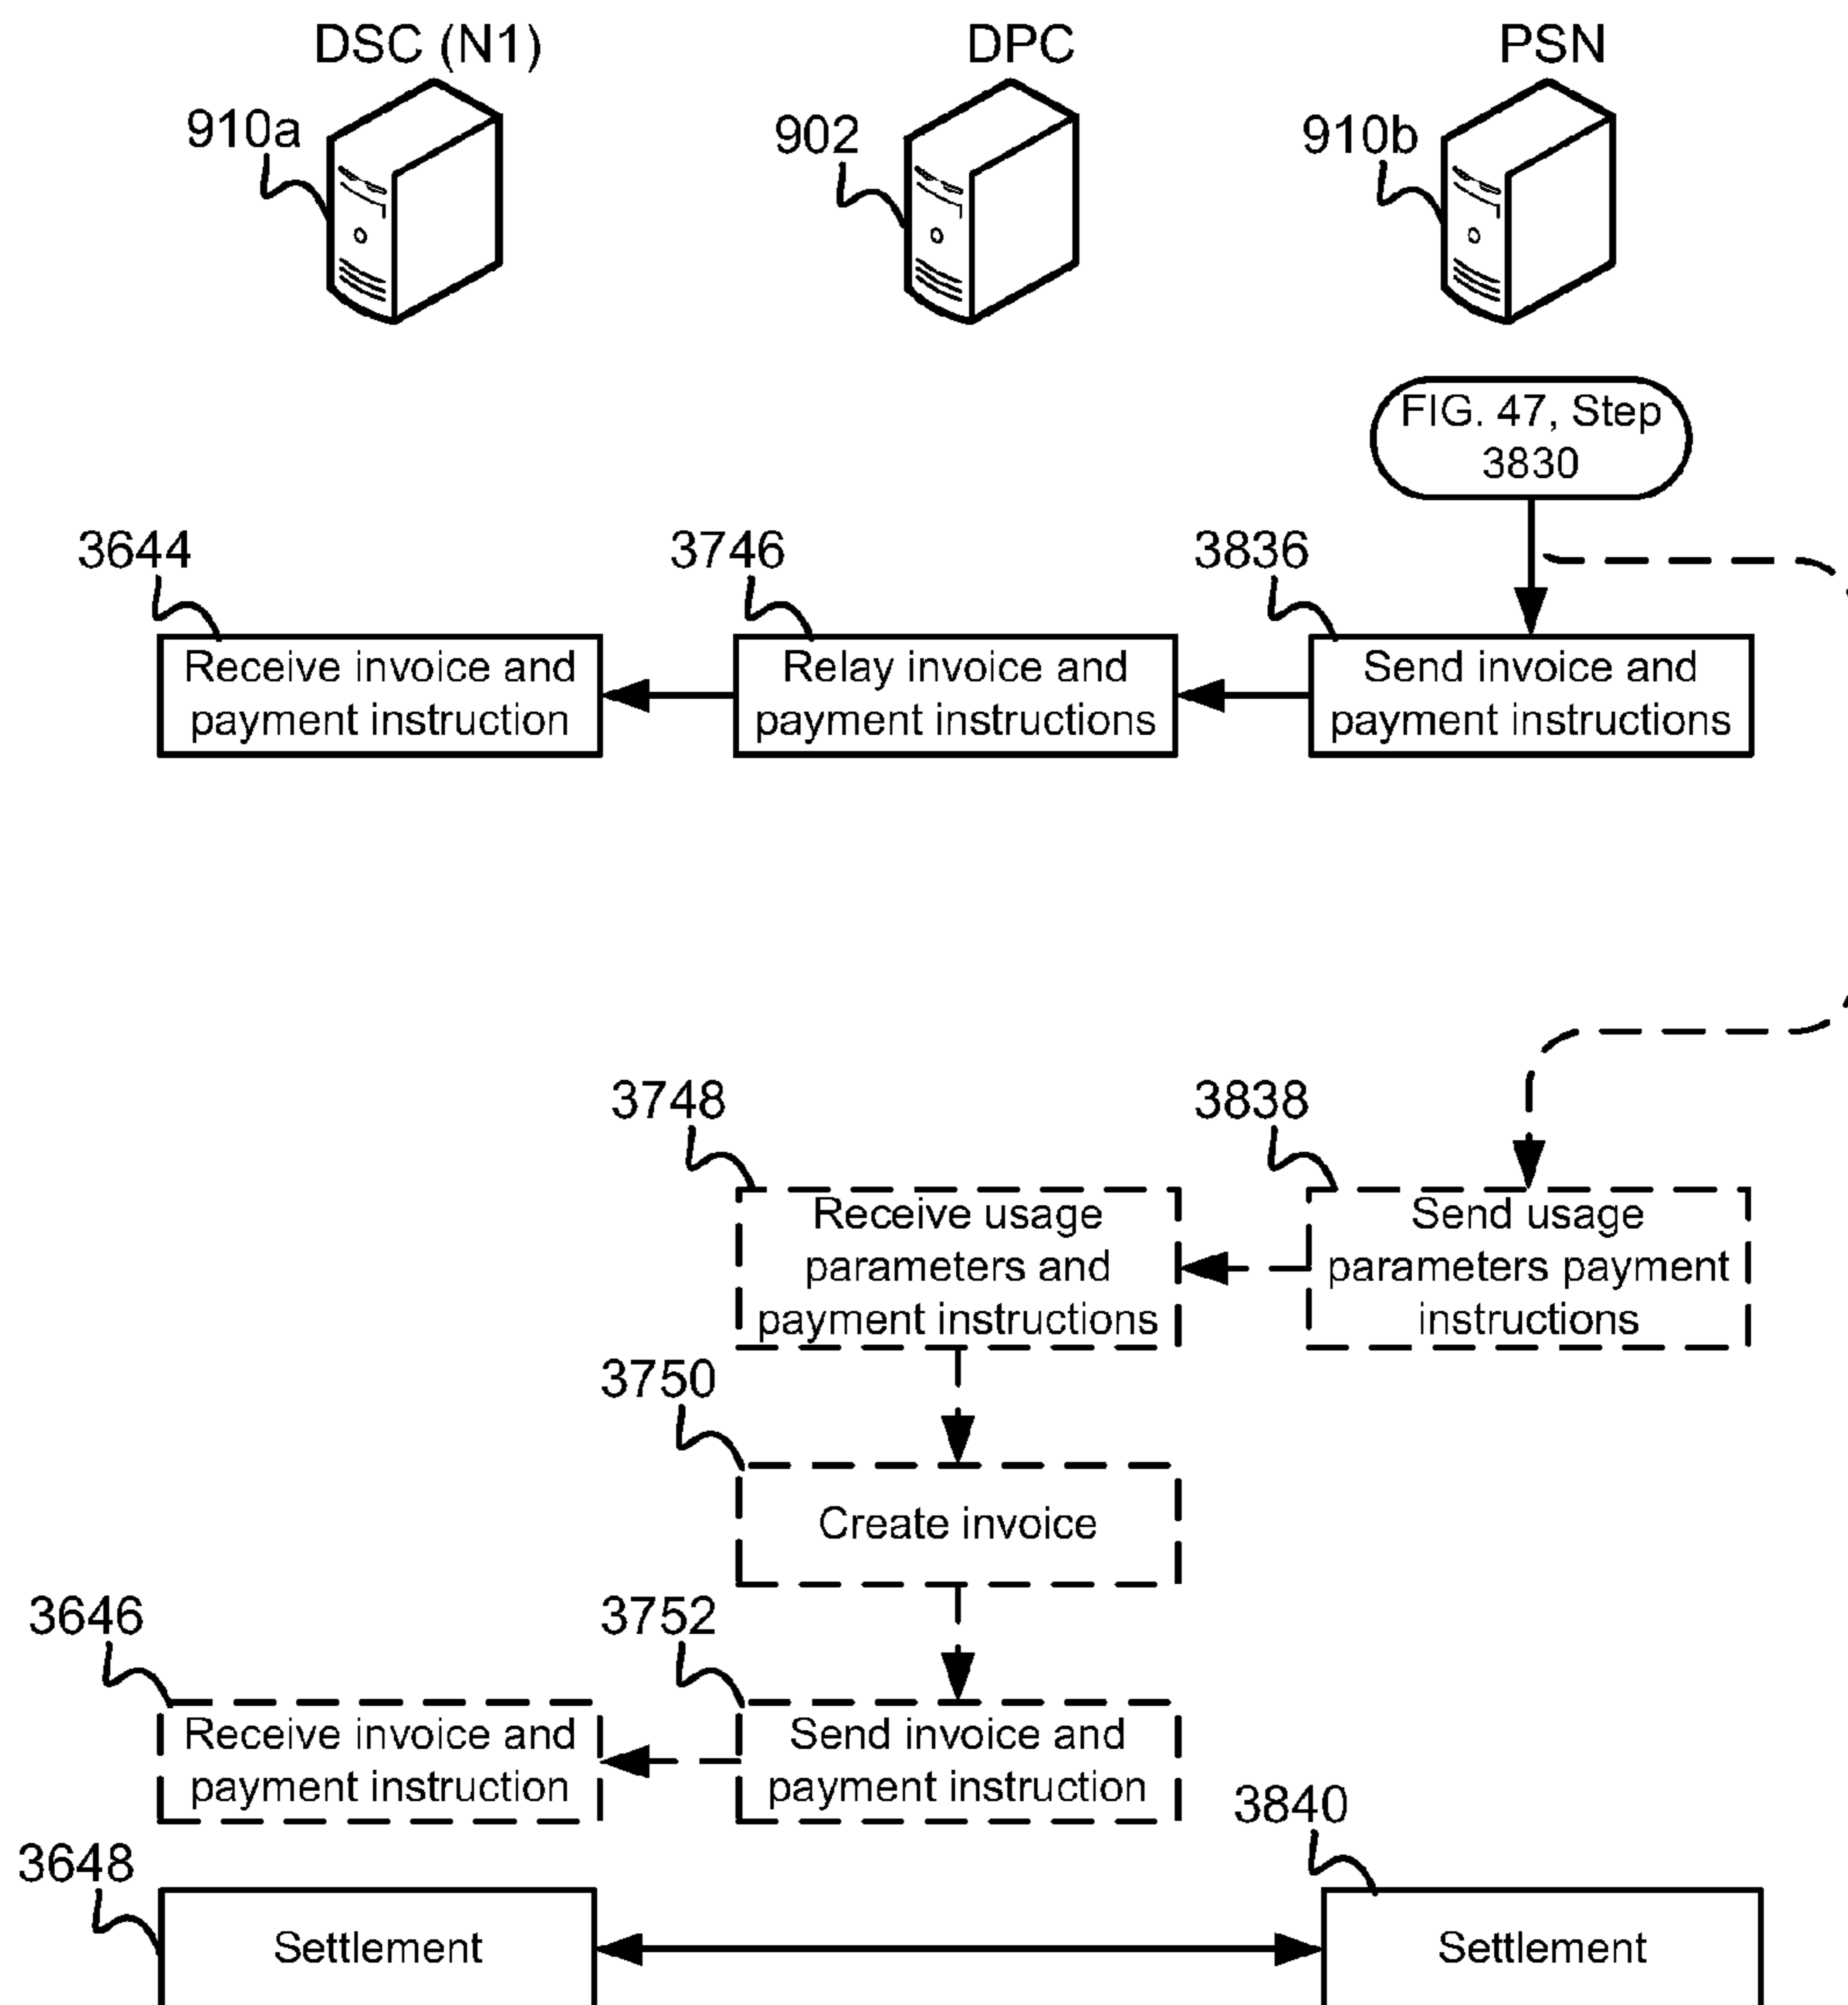 DSC (N1)
DPC
PSN
910a
902
910b
FIG. 47, Step
3830
3644
3746
3836
Receive invoice and
payment instruction
Relay invoice and
payment instructions
Send invoice and
payment instructions
3748
3838
Receive usage
parameters and
payment instructions
Send usage
parameters payment
instructions
3750
Create invoice
3646
3752
Receive invoice and
payment instruction
Send invoice and
payment instruction
3840
3648
Settlement
Settlement